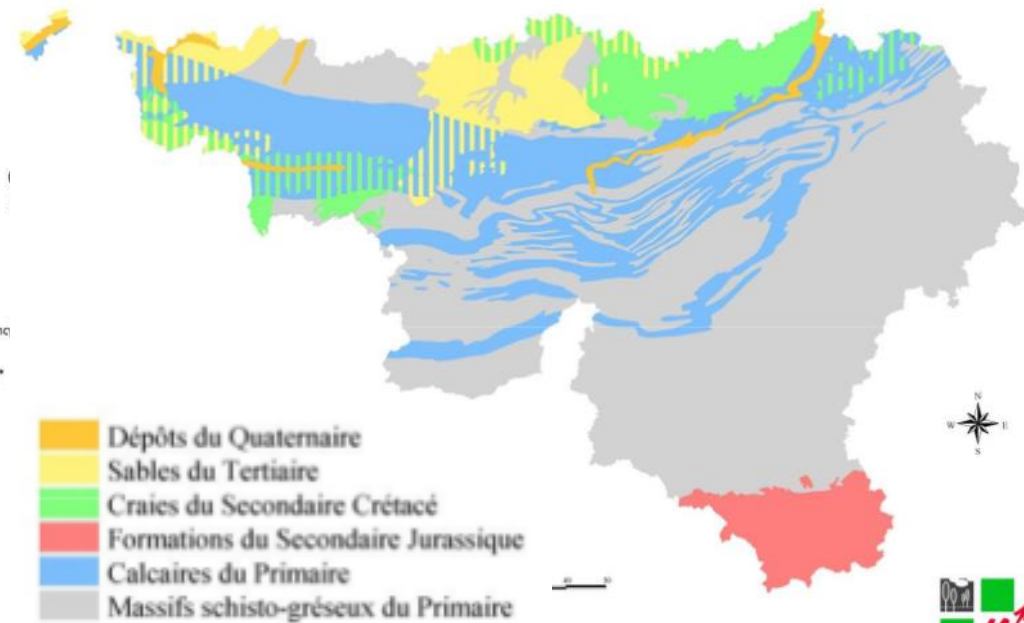 Dépôts du Quaternaire
Sables du Tertiaire
Craies du Secondaire Crétacé
Formations du Secondaire Jurassique
Calcaires du Primaire
Massifs schisto-gréseux du Primaire
N
W E
S